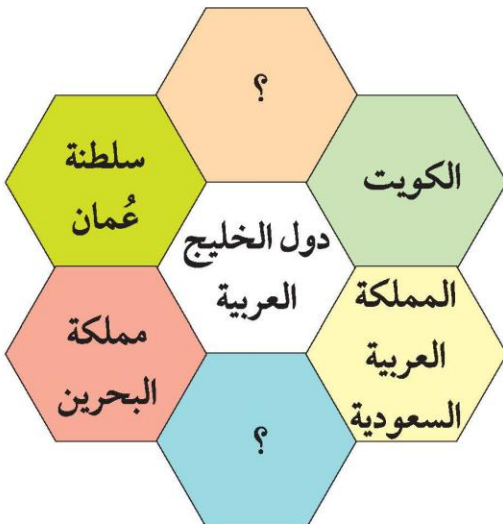 ؟
الكويت
سلطنة
عُمان
دول الخليج
العربية
المملكة
العربية
السعودية
مملكة
البحرين
؟